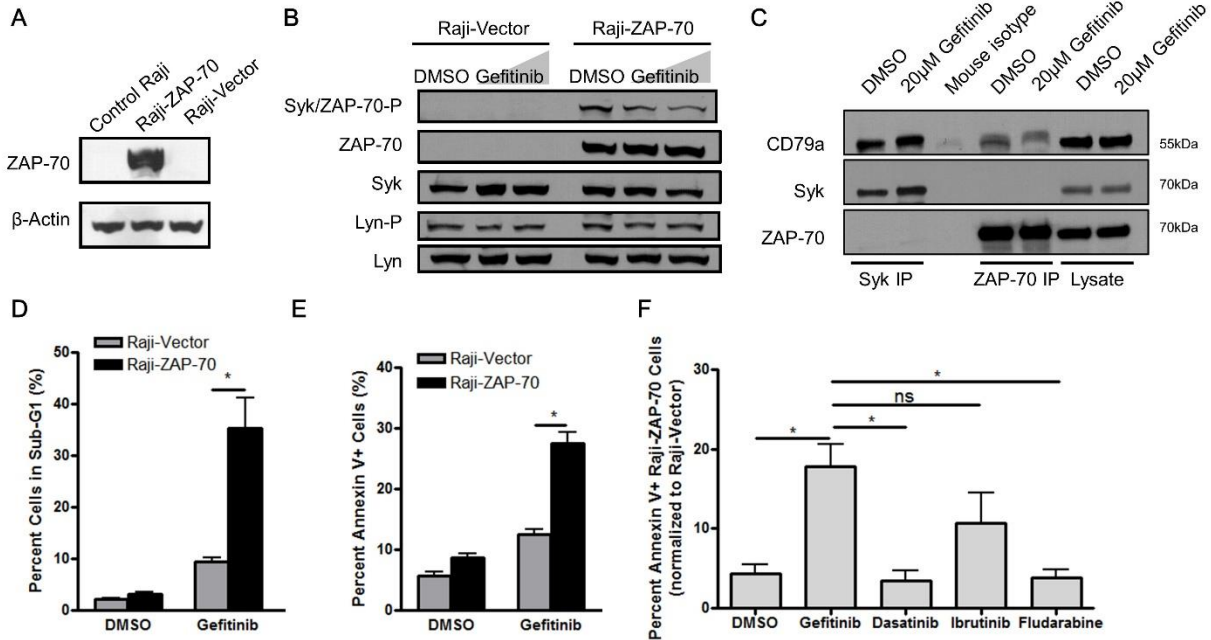 A
Control Raji
Raji-ZAP-70
Raji-Vector
ZAP-70
β-Actin
B
Raji-Vector
Raji-ZAP-70
DMSO Gefitinib
DMSO Gefitinib
Syk/ZAP-70-P
ZAP-70
Syk
Lyn-P
Lyn
C
DMSO
20µM Gefitinib
Mouse isotype
DMSO
20µM Gefitinib
DMSO
20µM Gefitinib
CD79a
55kDa
Syk
70kDa
ZAP-70
70kDa
Syk IP
ZAP-70 IP
Lysate
D
Raji-Vector
Raji-ZAP-70
Percent Cells in Sub-G1 (%)
50
40
30
20
10
0
*
DMSO
Gefitinib
E
Raji-Vector
Raji-ZAP-70
Percent Annexin V+ Cells (%)
40
30
20
10
0
*
DMSO
Gefitinib
F
Percent Annexin V+ Raji-ZAP-70 Cells
(normalized to Raji-Vector)
30
20
10
0
*
ns
*
*
DMSO
Gefitinib
Dasatinib
Ibrutinib
Fludarabine